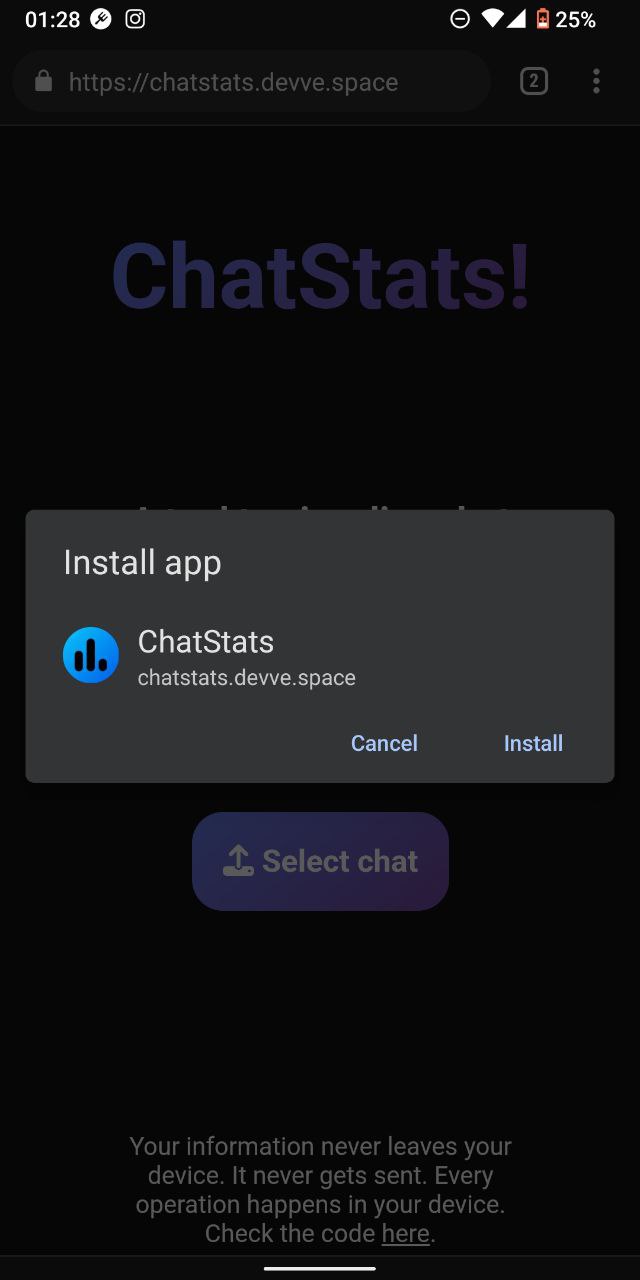 01:28
25%
https://chatstats.devve.space
2
ChatStats!
Install app
ChatStats
chatstats.devve.space
Cancel Install
Select chat
Your information never leaves your
device. It never gets sent. Every
operation happens in your device.
Check the code here.